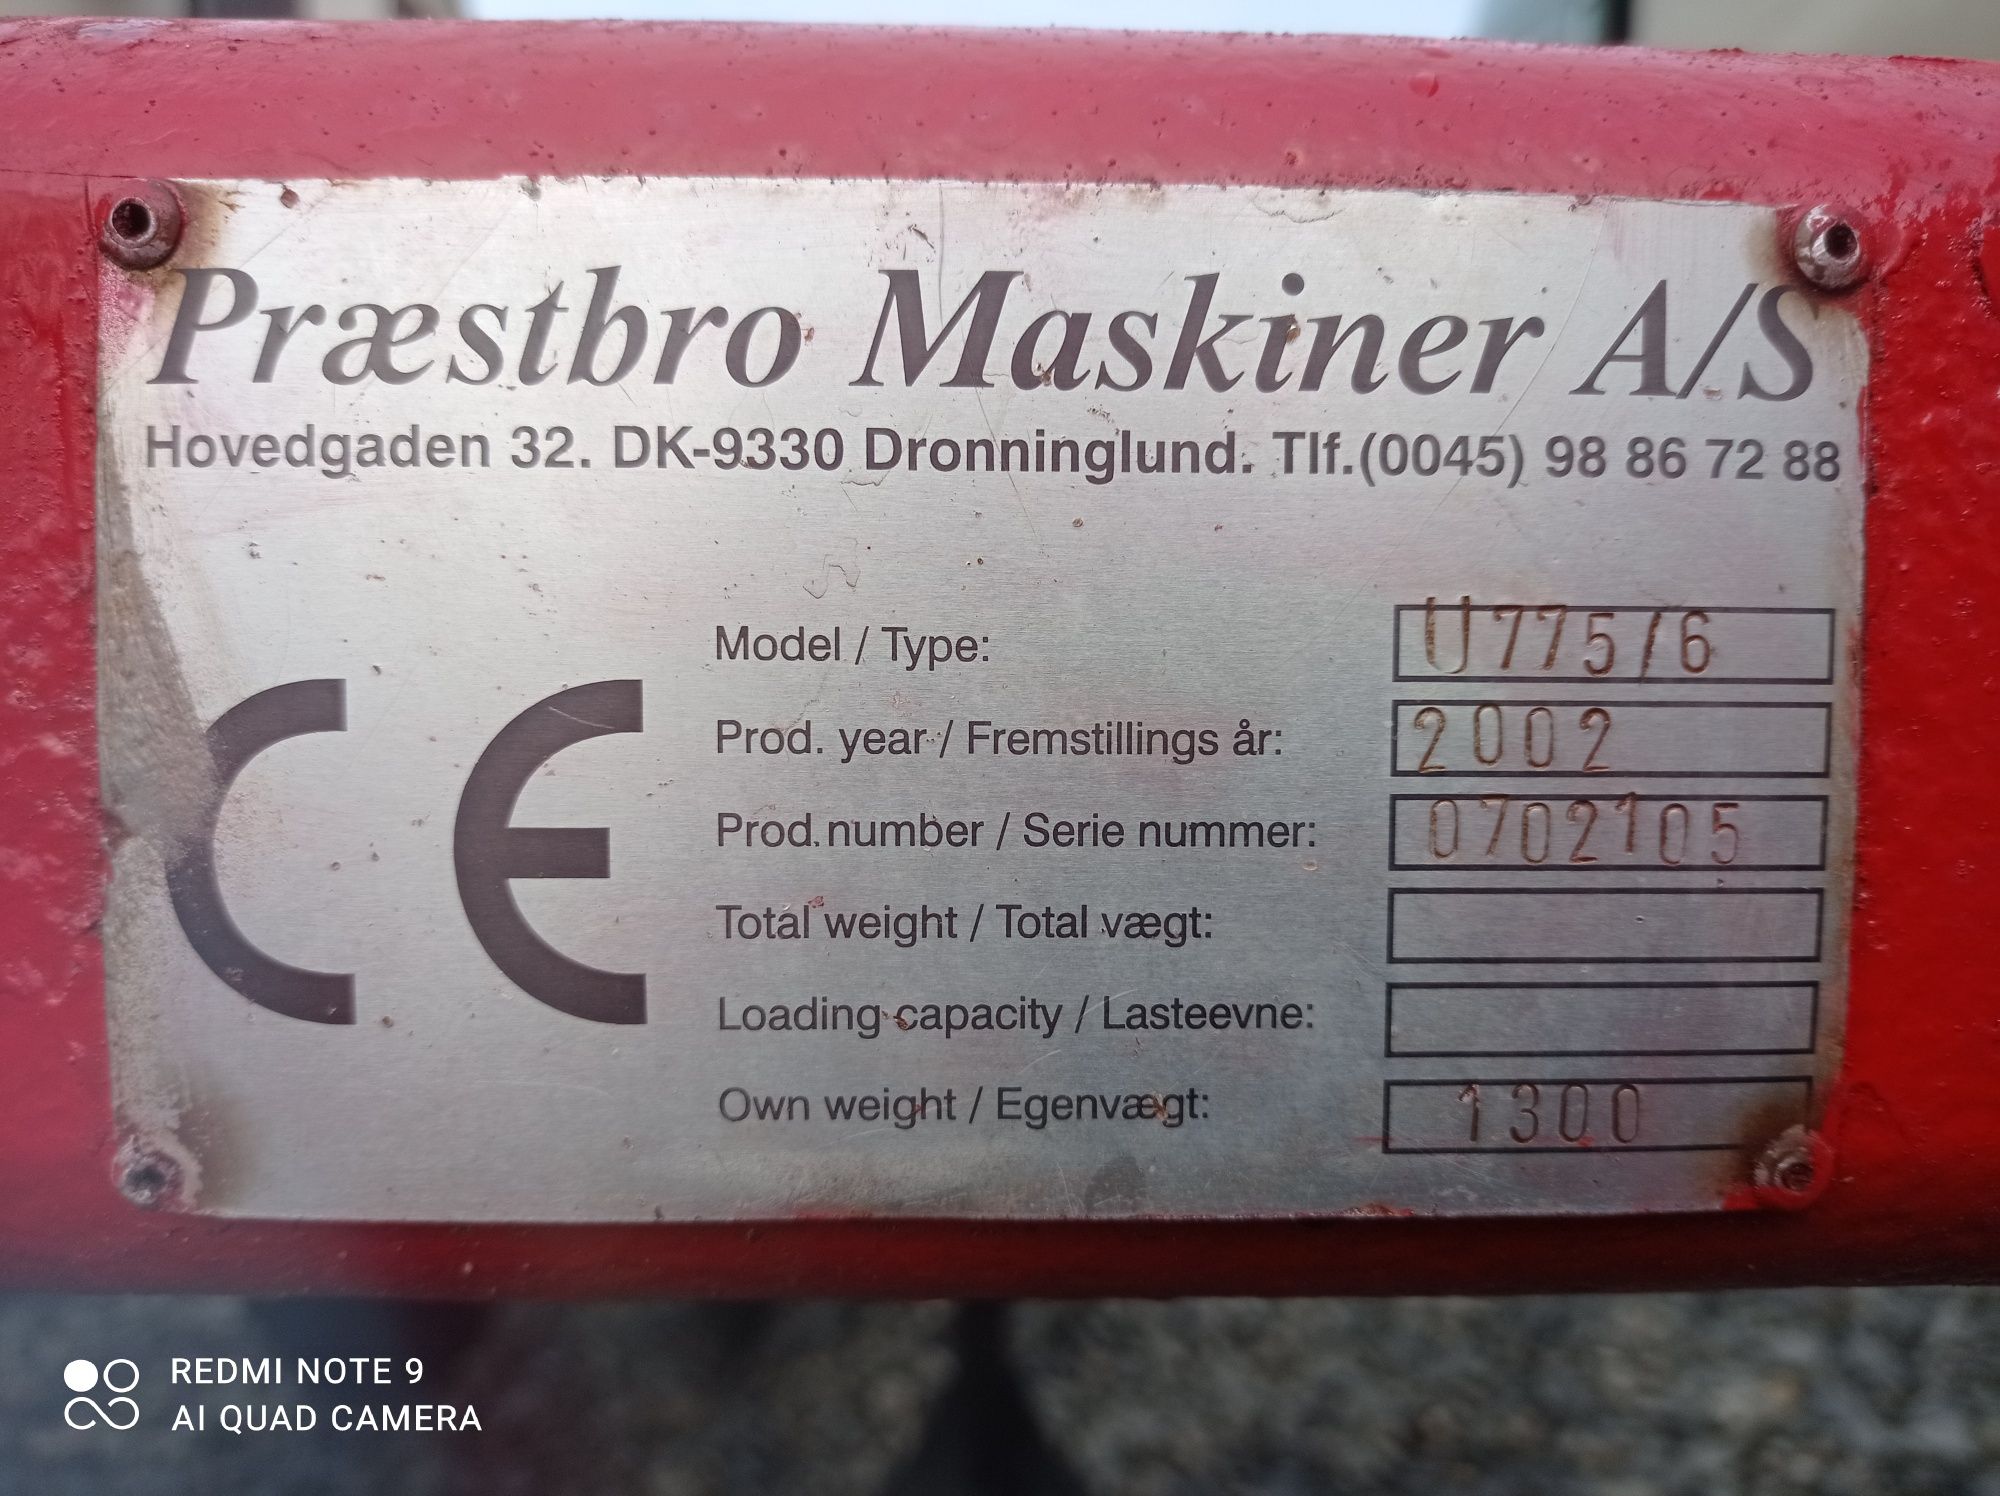 Præstbro Maskiner A/S
Hovedgaden 32. DK-9330 Dronninglund. Tlf.(0045) 98 86 72 88
CE
Model / Type: U775/6
Prod. year / Fremstillings år: 2002
Prod. number / Serie nummer: 0702105
Total weight / Total vægt:
Loading capacity / Lasteevne:
Own weight / Egenvægt: 1300
REDMI NOTE 9
AI QUAD CAMERA